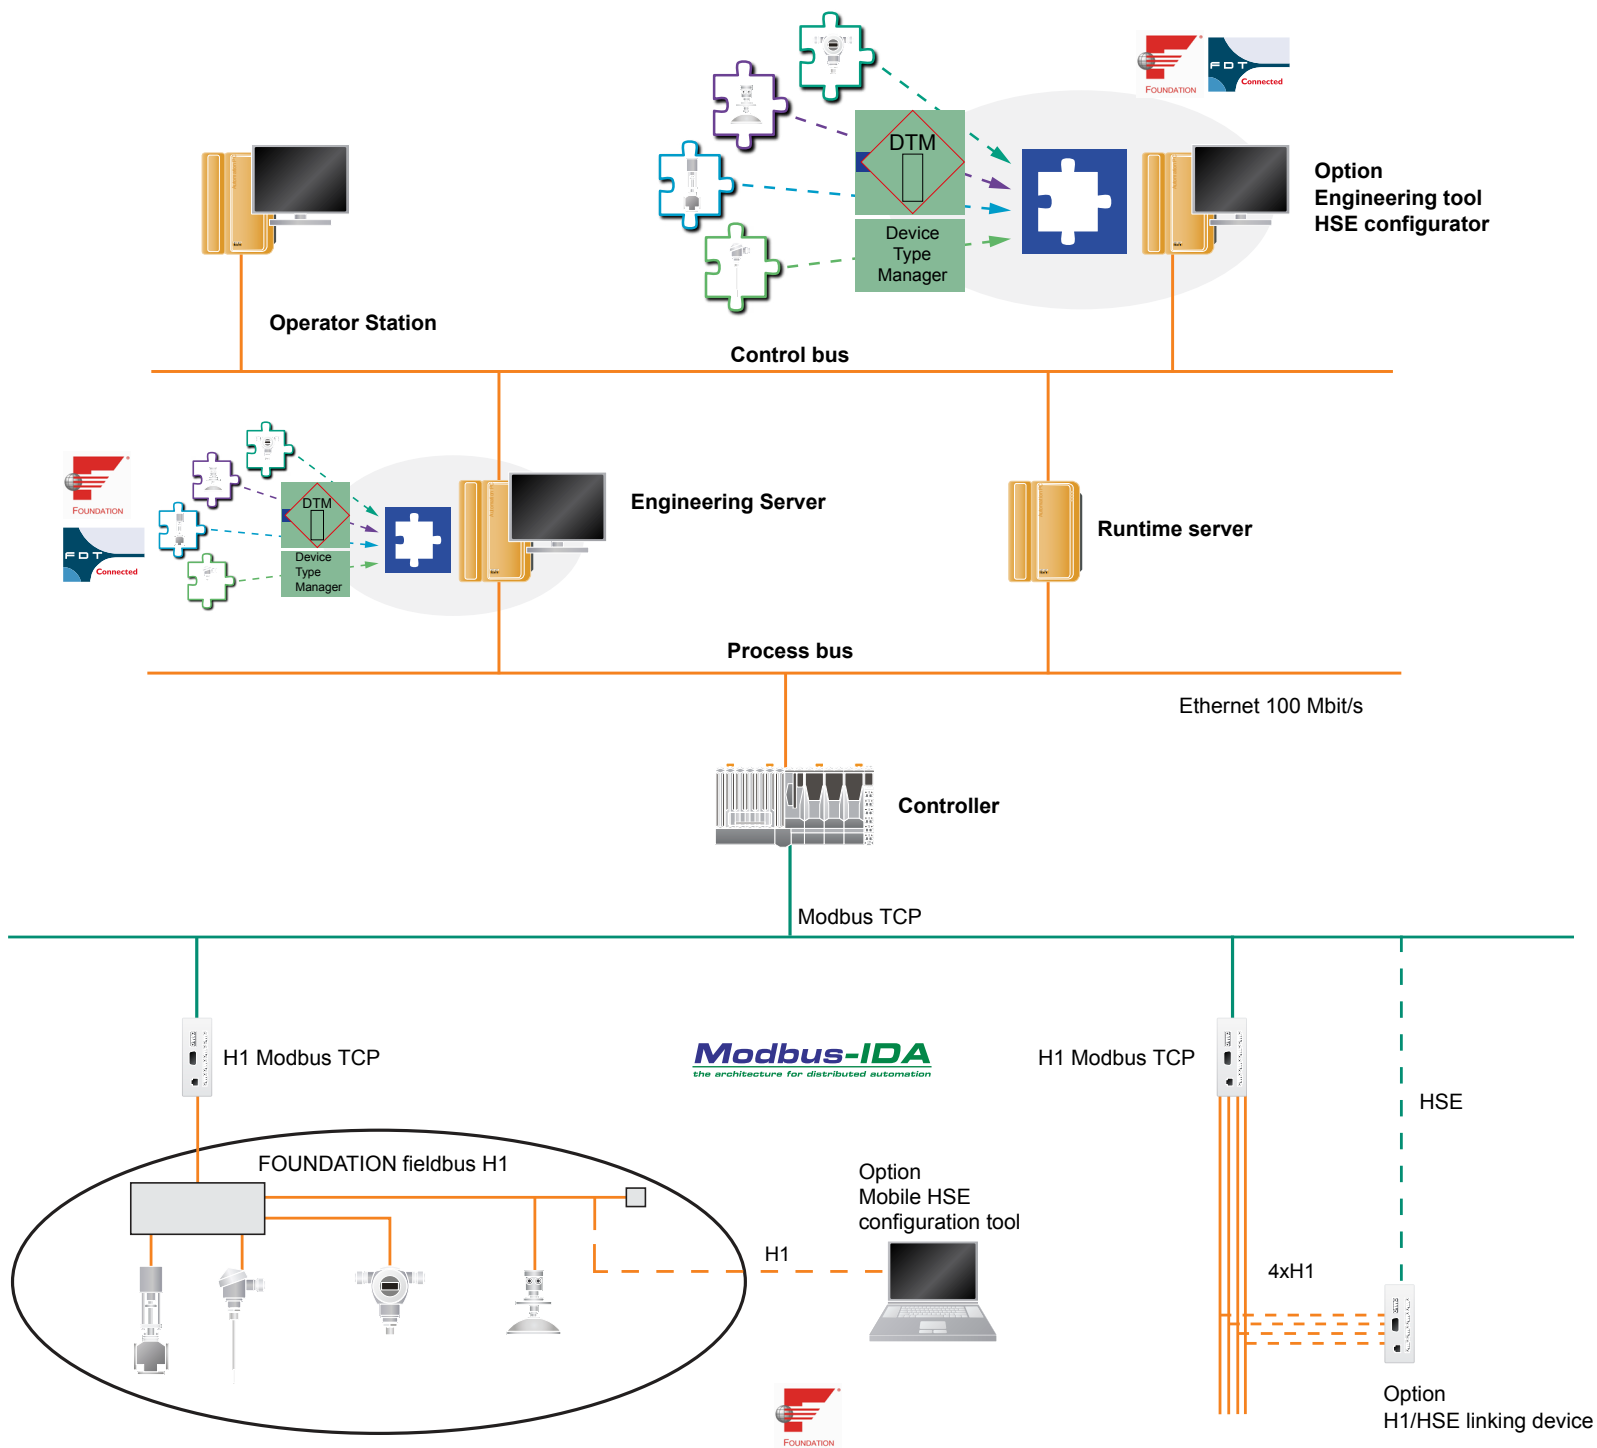 FOUNDATION
FDT
Connected
DTM
Device
Type
Manager
Option
Engineering tool
HSE configurator
Operator Station
Control bus
FOUNDATION
FDT
Connected
DTM
Device
Type
Manager
Engineering Server
Runtime server
Process bus
Ethernet 100 Mbit/s
Controller
Modbus TCP
H1 Modbus TCP
Modbus-IDA
the architecture for distributed automation
H1 Modbus TCP
HSE
FOUNDATION fieldbus H1
Option
Mobile HSE
configuration tool
H1
4xH1
Option
H1/HSE linking device
FOUNDATION